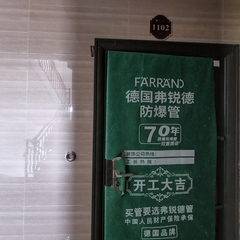 1102
FARRAND
德国弗锐德
防爆管
70年
开工大吉
买管要选弗锐德管
中国人民财产保险承保
德国品牌